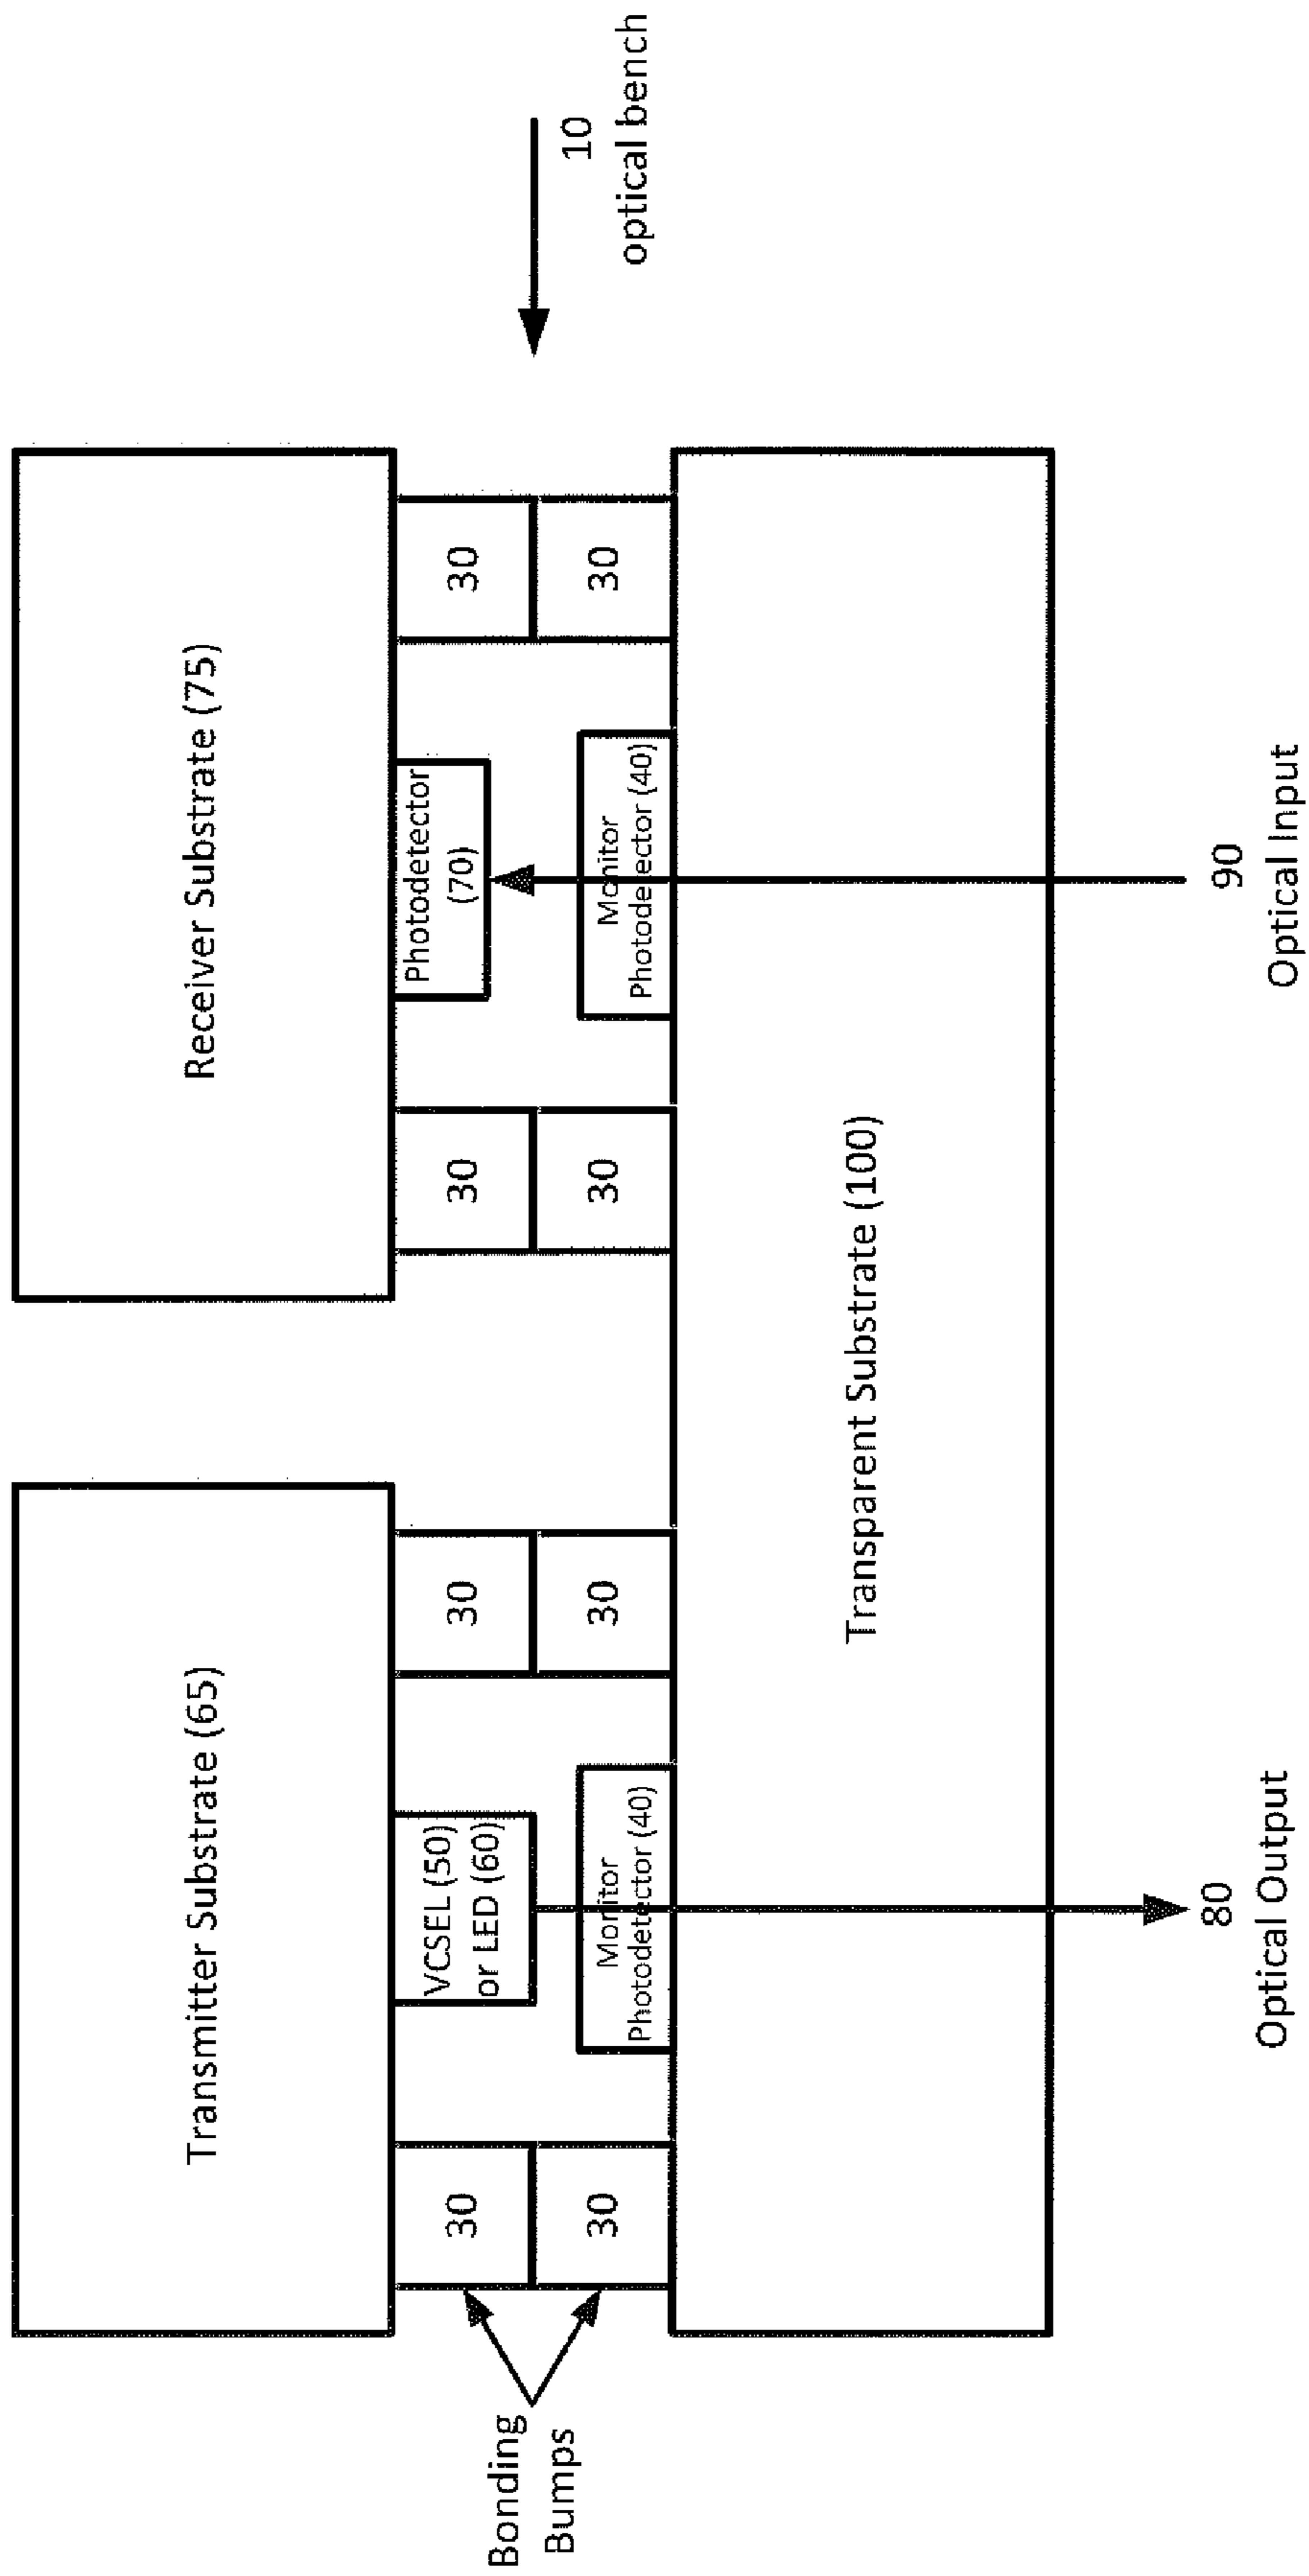 Transmitter Substrate (65)
Receiver Substrate (75)
Bonding
Bumps
30
30
VCSEL (50)
or LED (60)
Monitor
Photodetector (40)
30
30
30
30
Photodetector
(70)
Monitor
Photodetector (40)
30
30
10
optical bench
Transparent Substrate (100)
80
Optical Output
90
Optical Input